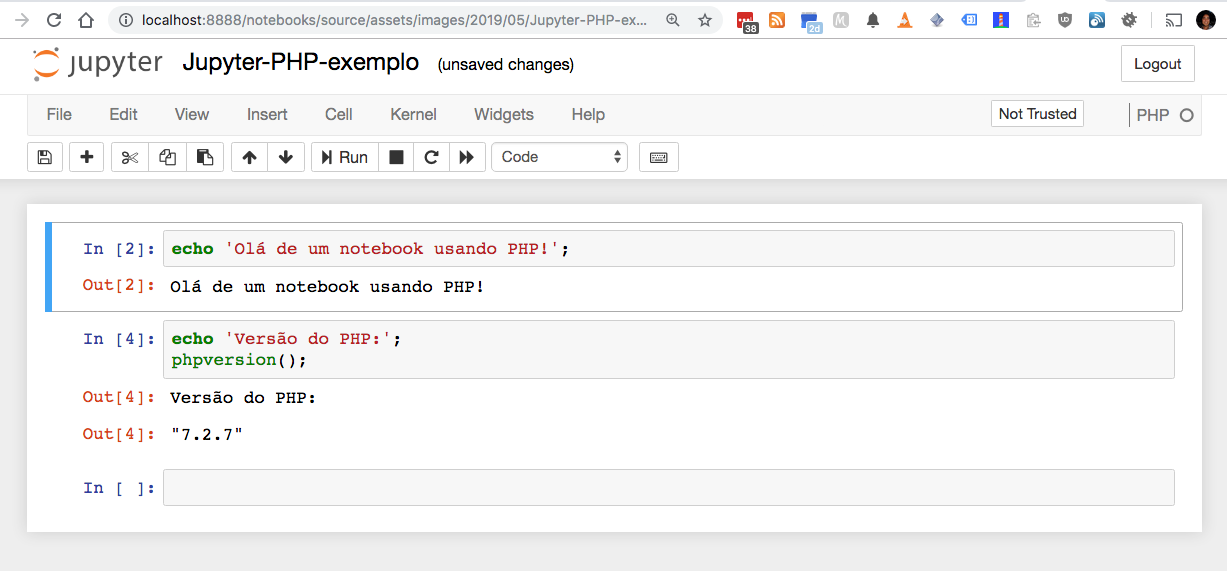 localhost:8888/notebooks/source/assets/images/2019/05/Jupyter-PHP-ex...
38
2d
jupyter Jupyter-PHP-exemplo (unsaved changes) Logout
File Edit View Insert Cell Kernel Widgets Help Not Trusted PHP
Run Code
In [2]: echo 'Olá de um notebook usando PHP!';
Out[2]: Olá de um notebook usando PHP!
In [4]: echo 'Versão do PHP:';
phpversion();
Out[4]: Versão do PHP:
Out[4]: "7.2.7"
In [ ]: